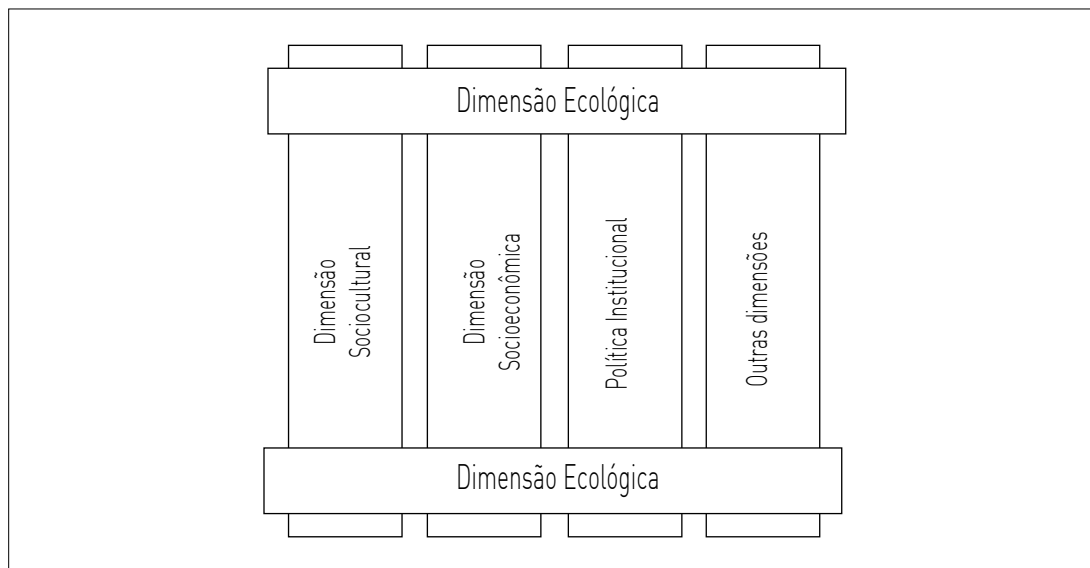 Dimensão Ecológica
Dimensão
Sociocultural
Dimensão
Socioeconômica
Política Institucional
Outras dimensões
Dimensão Ecológica